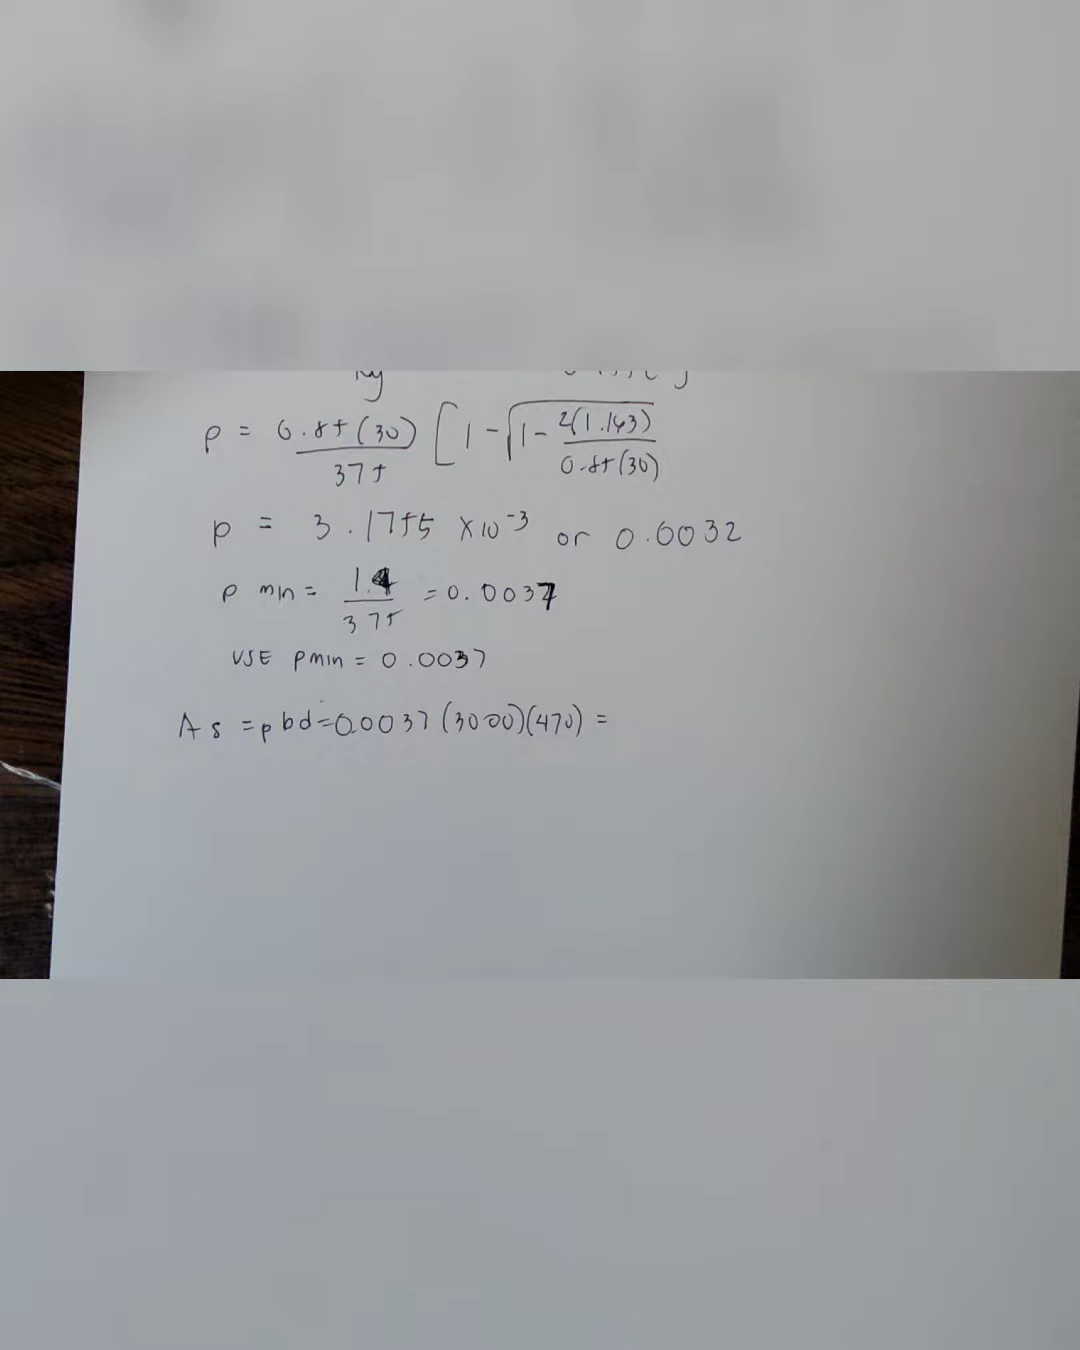 ρ = 0.85(30)/375 [1 - √(1 - 2(1.163)/0.85(30))
ρ = 3.1755 x10^-3 or 0.0032
ρ min = 1.4/375 = 0.0037
USE ρmin = 0.0037
As = ρbd = 0.0037(3000)(470) =